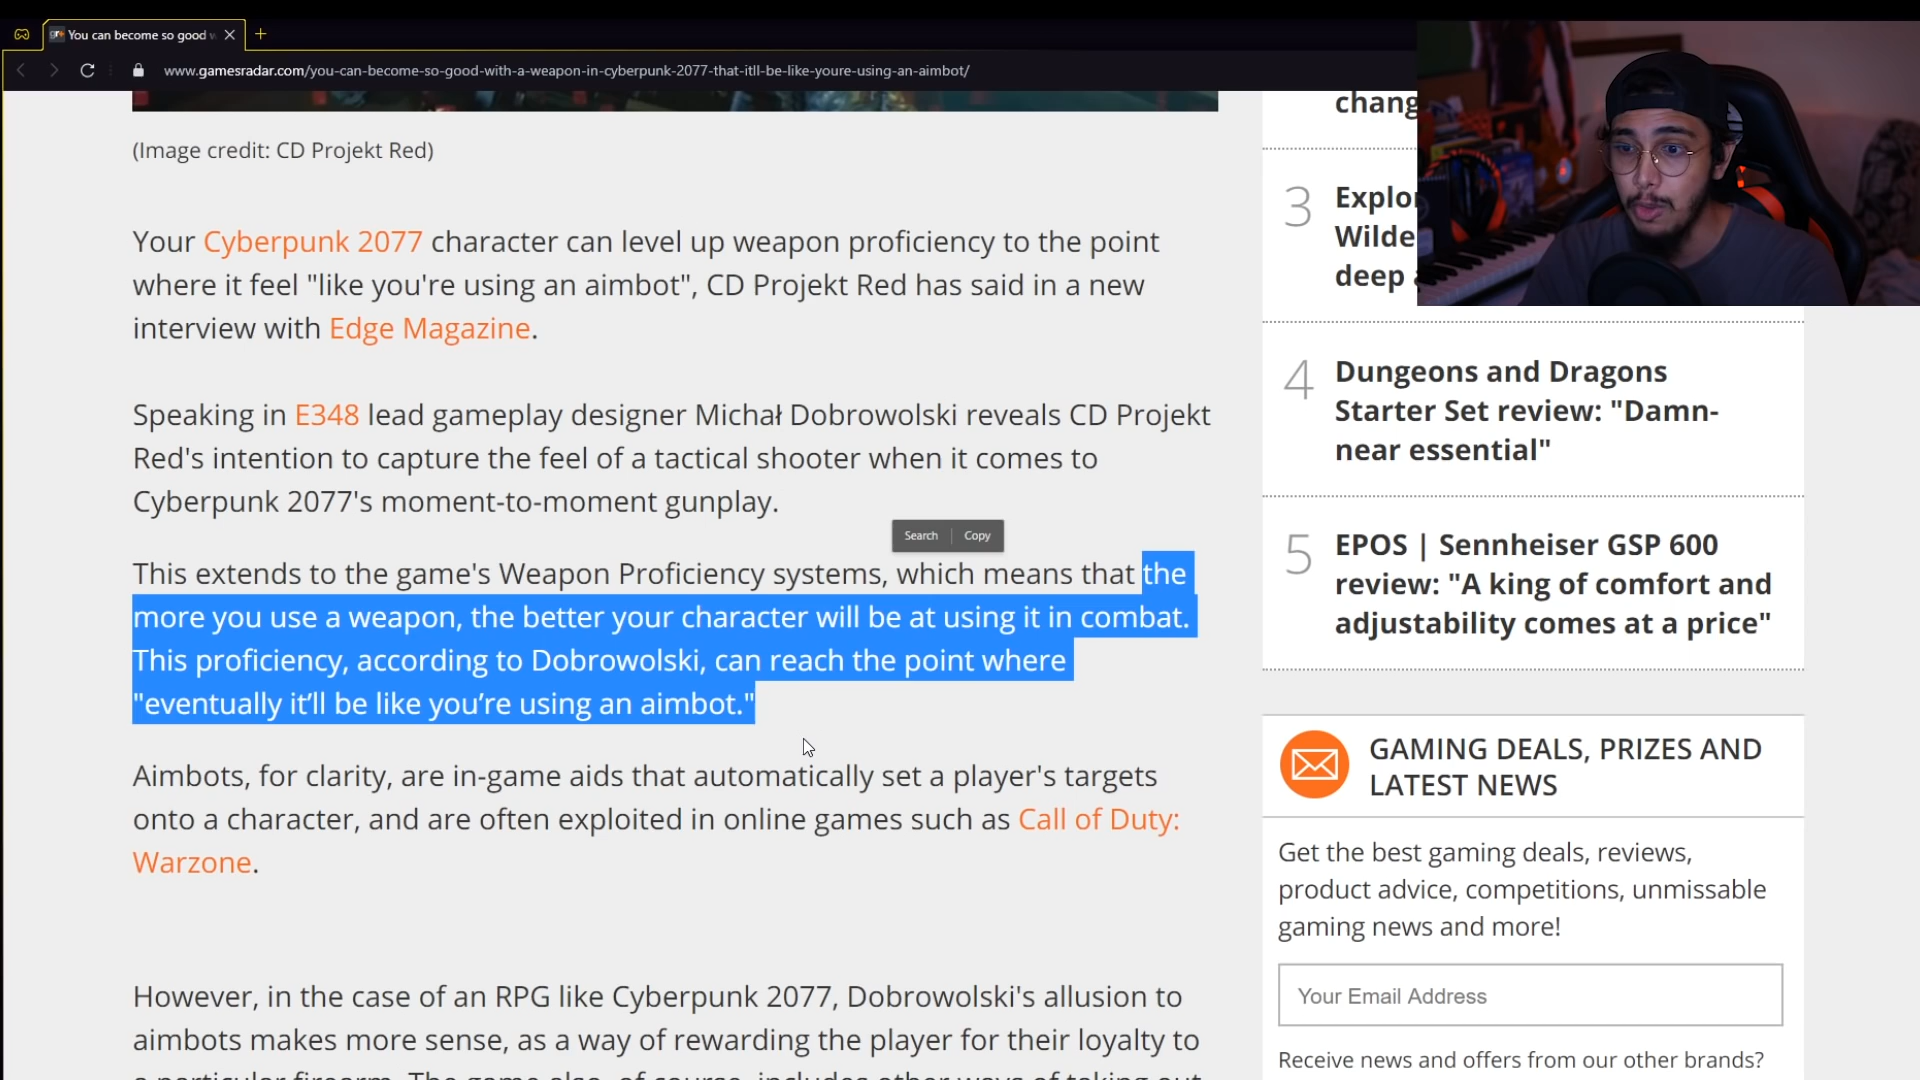 You can become so good w
www.gamesradar.com/you-can-become-so-good-with-a-weapon-in-cyberpunk-2077-that-itll-be-like-youre-using-an-aimbot/
(Image credit: CD Projekt Red)
Your Cyberpunk 2077 character can level up weapon proficiency to the point
where it feel "like you're using an aimbot", CD Projekt Red has said in a new
interview with Edge Magazine.
Speaking in E348 lead gameplay designer Michał Dobrowolski reveals CD Projekt
Red's intention to capture the feel of a tactical shooter when it comes to
Cyberpunk 2077's moment-to-moment gunplay.
Search Copy
This extends to the game's Weapon Proficiency systems, which means that the
more you use a weapon, the better your character will be at using it in combat.
This proficiency, according to Dobrowolski, can reach the point where
"eventually it’ll be like you’re using an aimbot."
Aimbots, for clarity, are in-game aids that automatically set a player's targets
onto a character, and are often exploited in online games such as Call of Duty:
Warzone.
However, in the case of an RPG like Cyberpunk 2077, Dobrowolski's allusion to
aimbots makes more sense, as a way of rewarding the player for their loyalty to
a particular firearm. The game also, of course, includes other ways of taking out
chang
3
Explo
Wilde
deep
4
Dungeons and Dragons
Starter Set review: "Damn-
near essential"
5
EPOS | Sennheiser GSP 600
review: "A king of comfort and
adjustability comes at a price"
GAMING DEALS, PRIZES AND
LATEST NEWS
Get the best gaming deals, reviews,
product advice, competitions, unmissable
gaming news and more!
Your Email Address
Receive news and offers from our other brands?